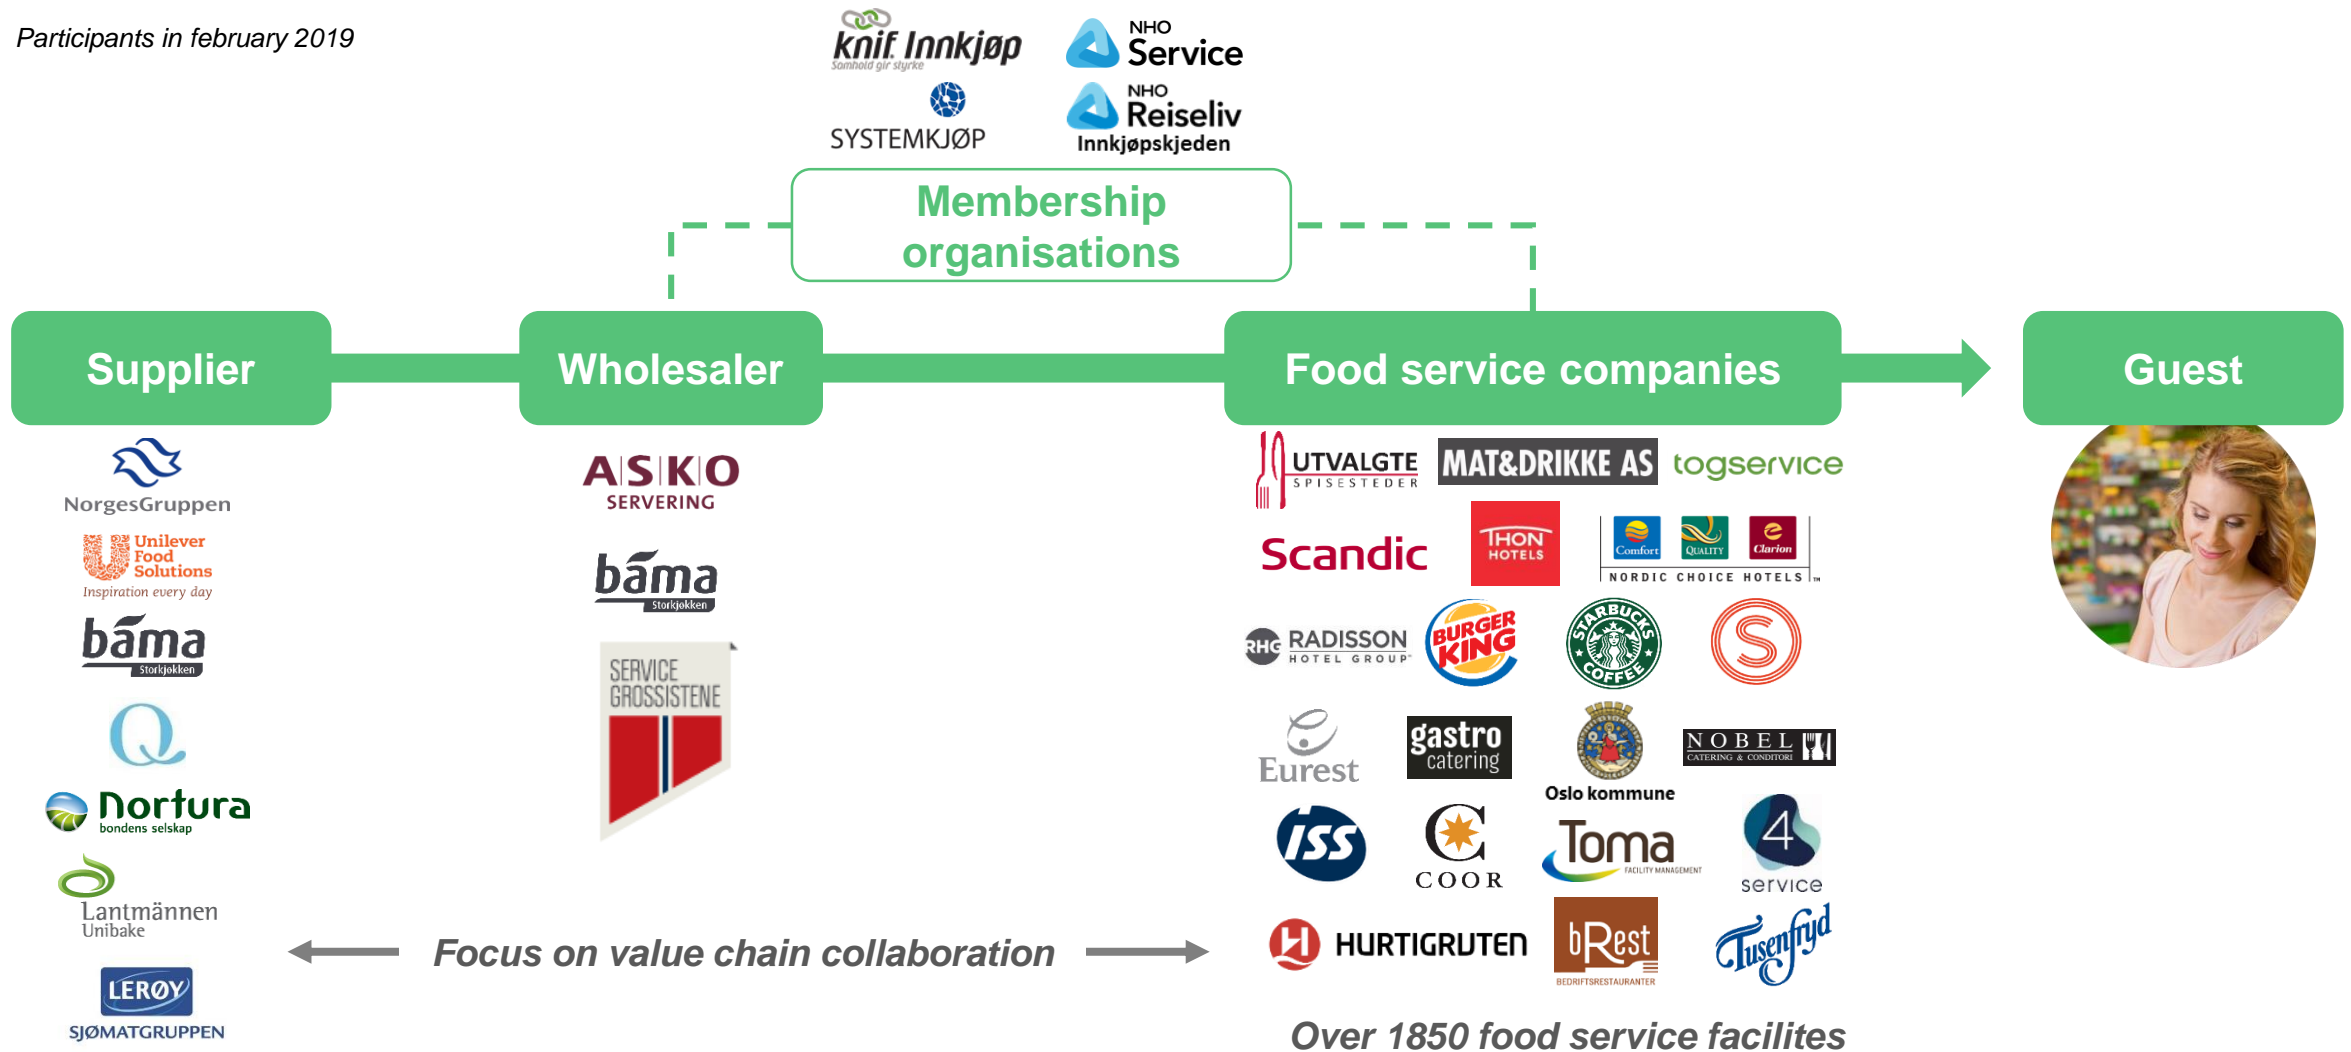 Participants in february 2019
knif Innkjøp
Samhold gir styrke
NHO
Service
SYSTEMKJØP
NHO
Reiseliv
Innkjøpskjeden
Membership
organisations
Supplier
Wholesaler
Food service companies
Guest
NorgesGruppen
Unilever
Food
Solutions
Inspiration every day
bama
Storkjøkken
Q
nortura
bondens selskap
Lantmännen
Unibake
LERØY
SJØMATGRUPPEN
ASKO
SERVERING
bama
Storkjøkken
SERVICE
GROSSISTENE
UTVALGTE
SPISESTEDER
MAT&DRIKKE AS
togservice
Scandic
THON
HOTELS
Comfort
QUALITY
Clarion
NORDIC CHOICE HOTELS ™
RHG RADISSON
HOTEL GROUP
BURGER
KING
STARBUCKS
COFFEE
S
Eurest
gastro
catering
Oslo kommune
NOBEL
CATERING & CONDITORI
ISS
C
COOR
Toma
FACILITY MANAGEMENT
4
service
H HURTIGRUTEN
bRest
BEDRIFTSRESTAURANTER
Tusenfryd
Focus on value chain collaboration
Over 1850 food service facilites